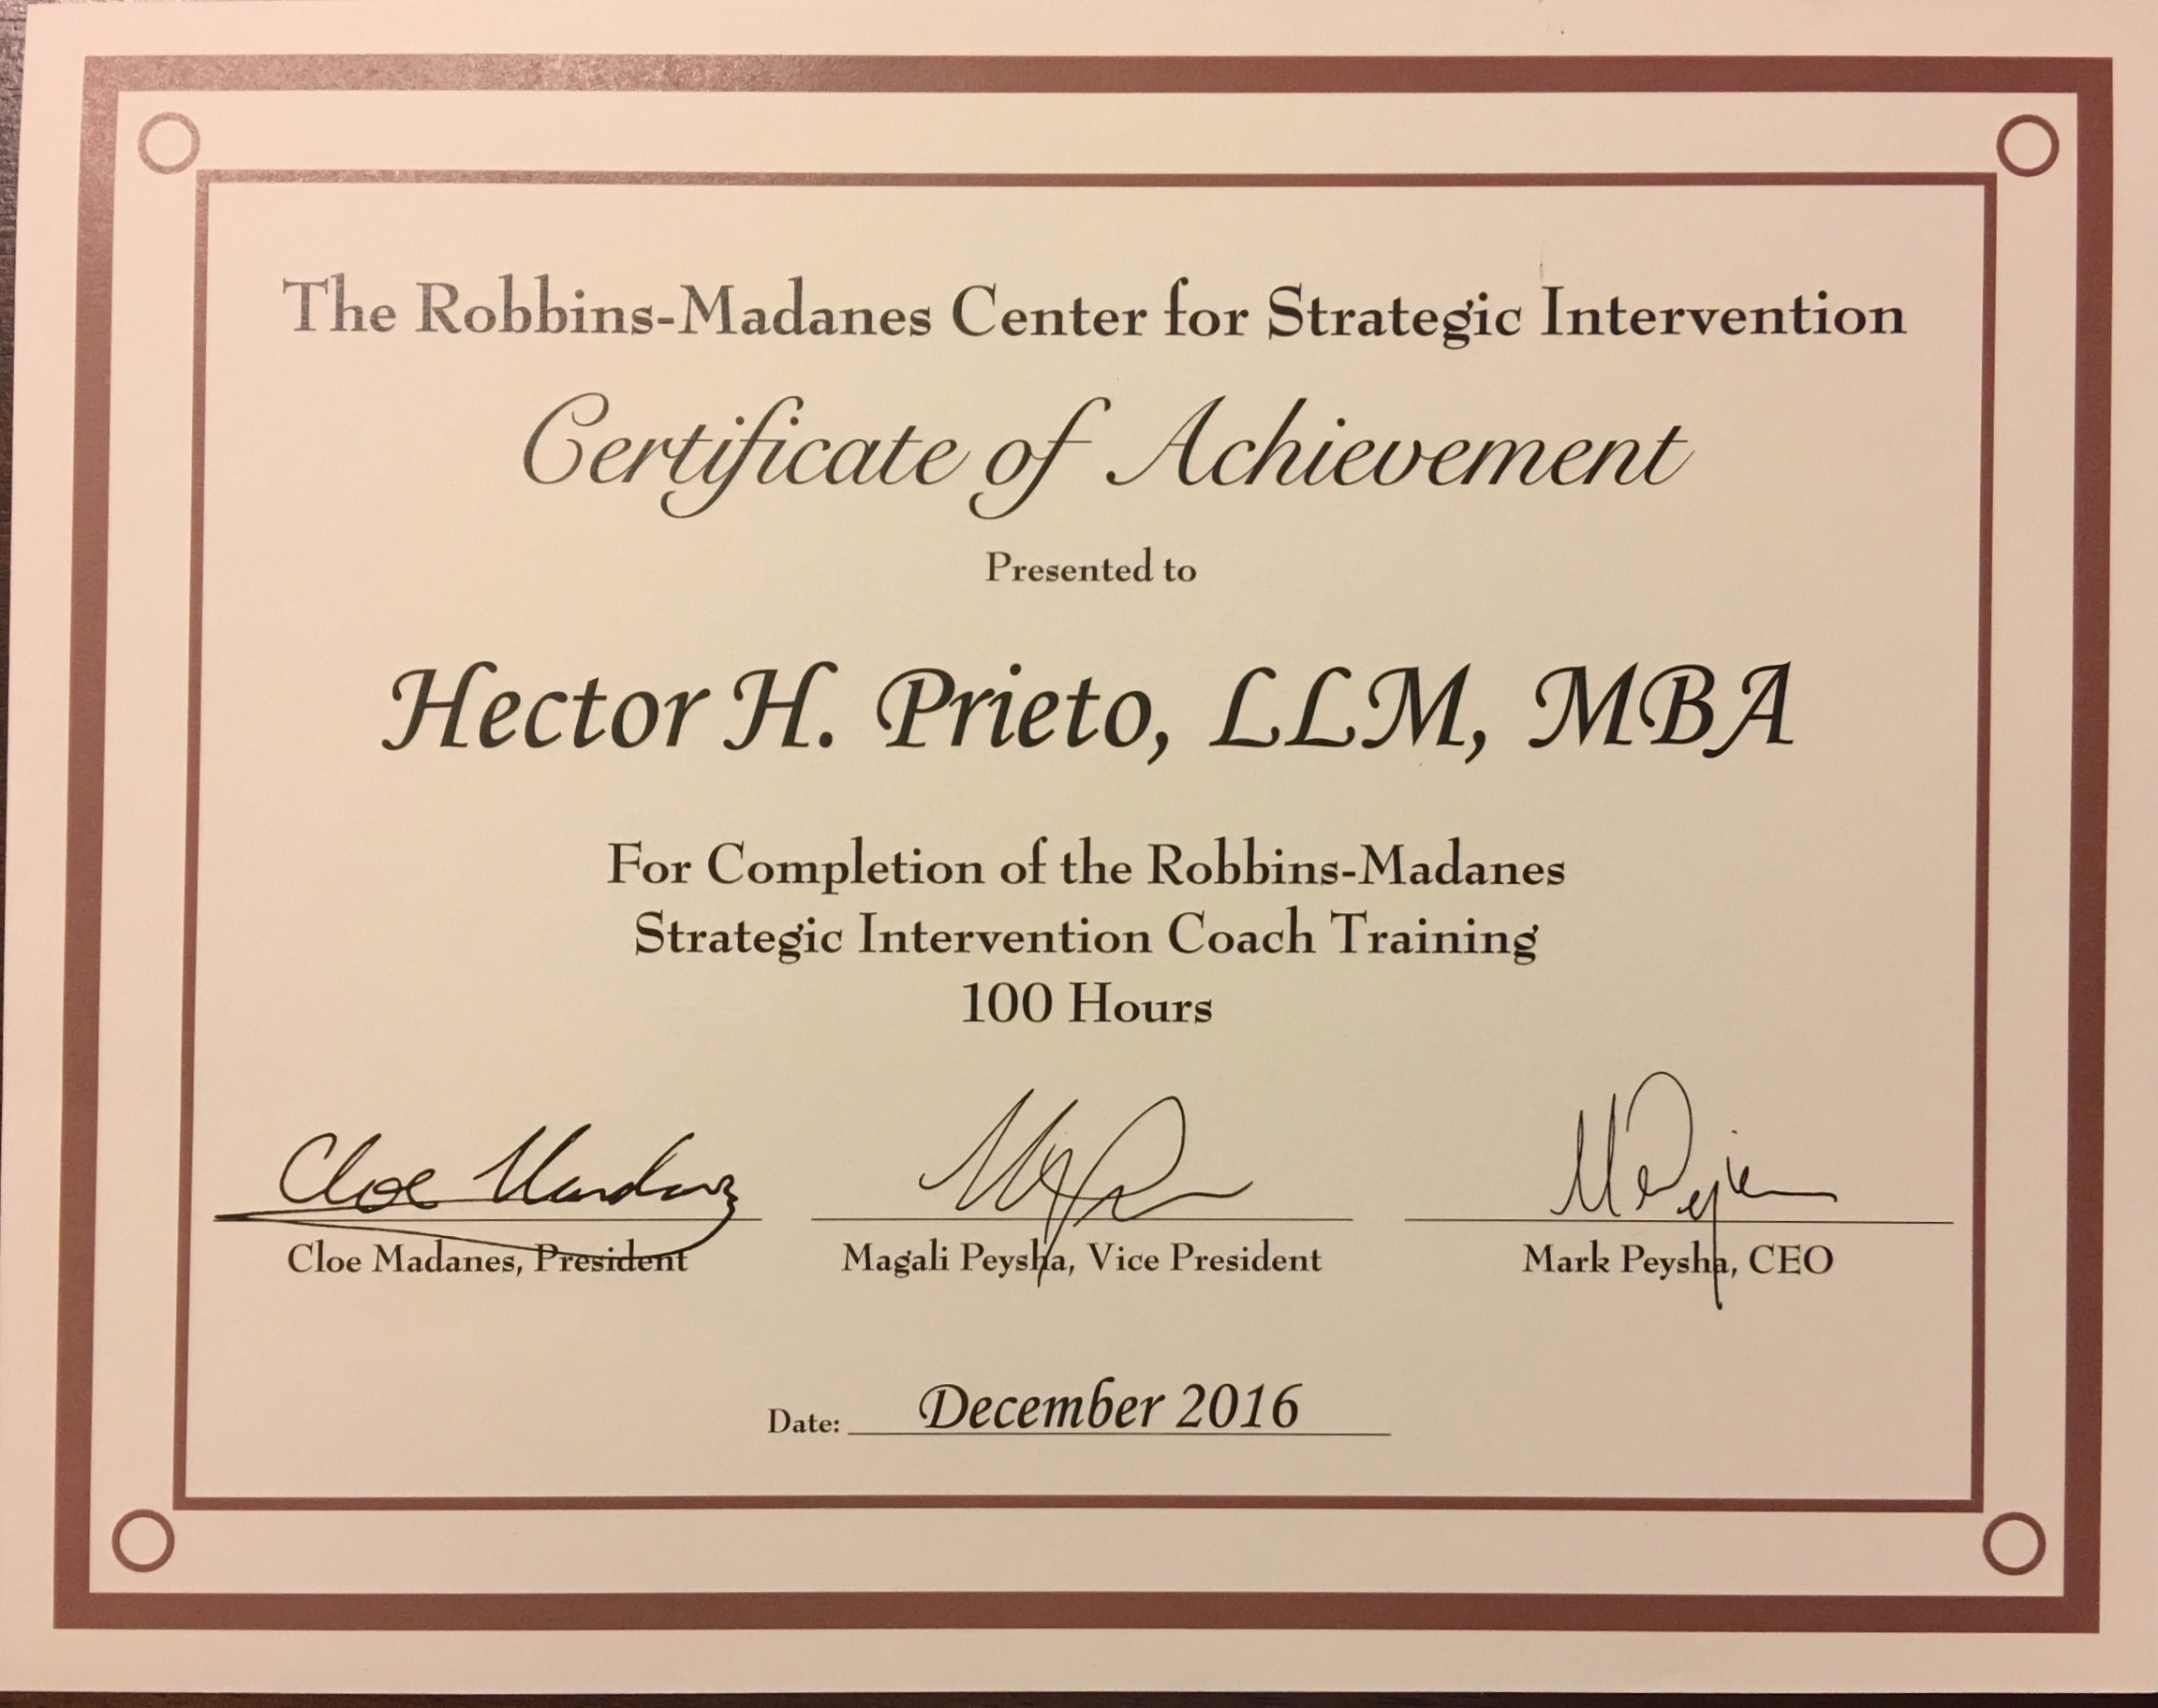 The Robbins-Madanes Center for Strategic Intervention
Certificate of Achievement
Presented to
Hector H. Prieto, LLM, MBA
For Completion of the Robbins-Madanes
Strategic Intervention Coach Training
100 Hours
Cloe Madanes
Cloe Madanes, President Magali Peysha, Vice President Mark Peysha, CEO
Date: December 2016